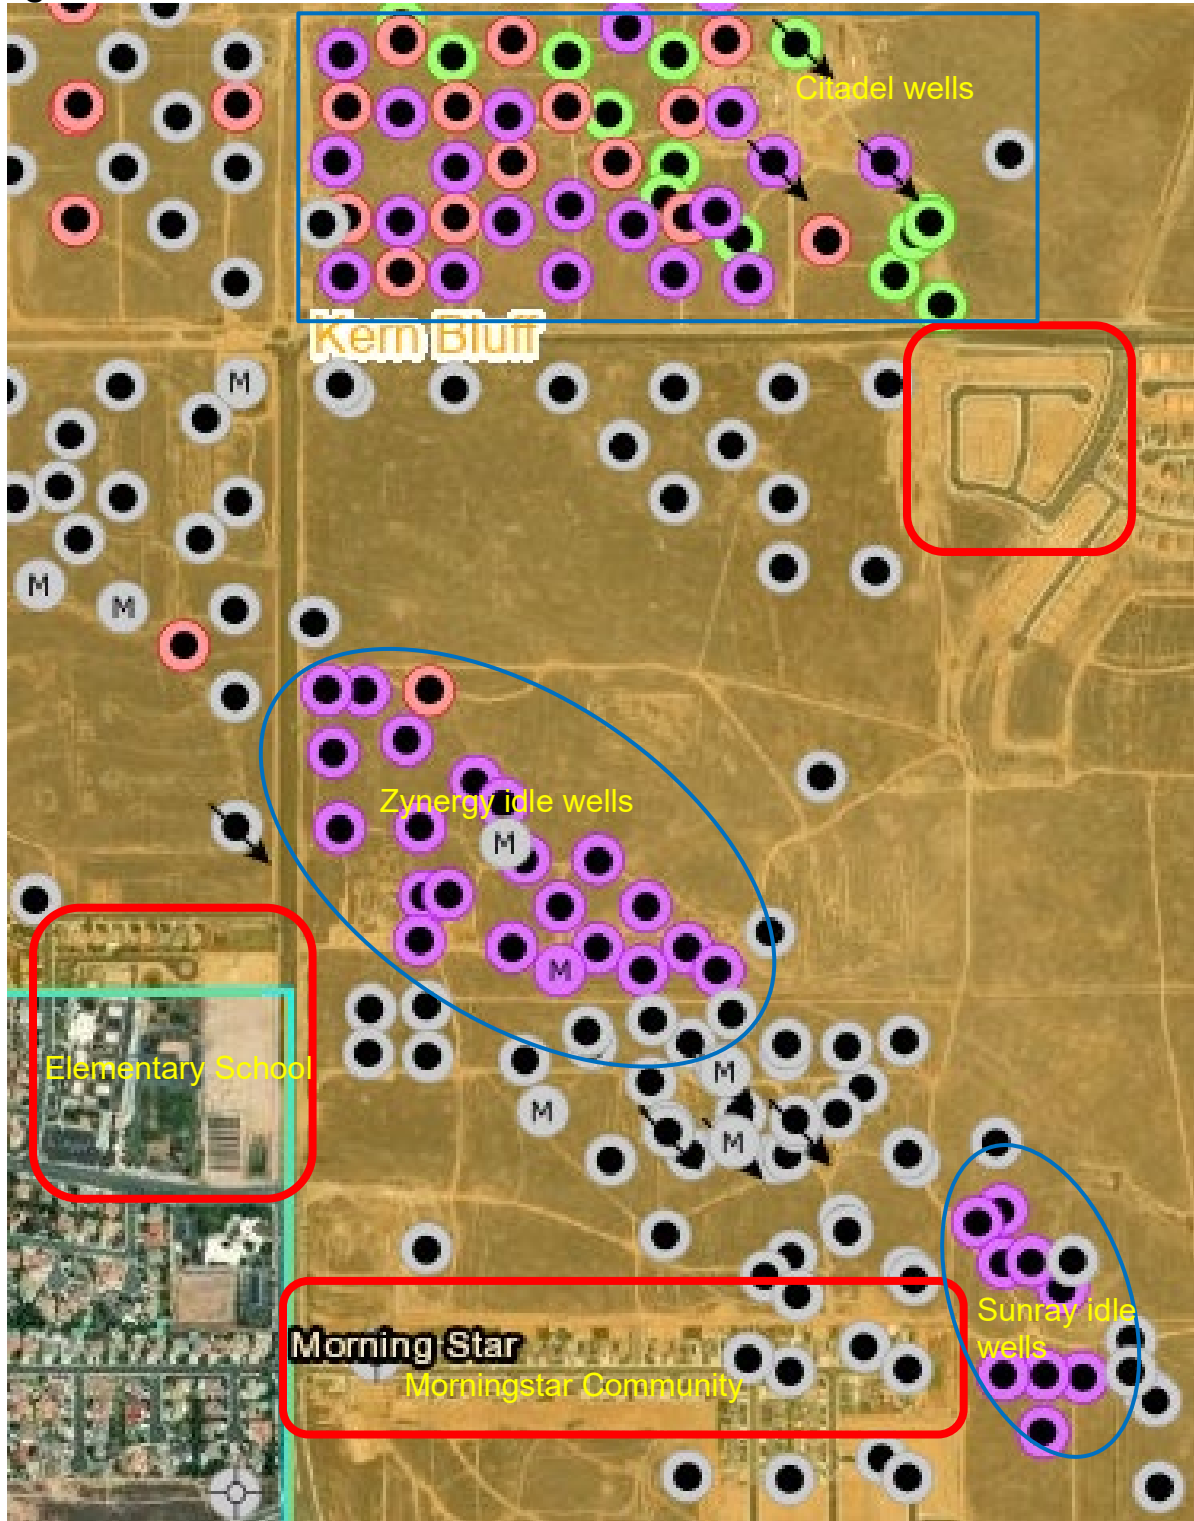 Citadel wells
Kern Bluff
M
M
M
Zynergy idle wells
M
M
Elementary School
M
M
M
Sunray idle
wells
Morning Star
Morningstar Community